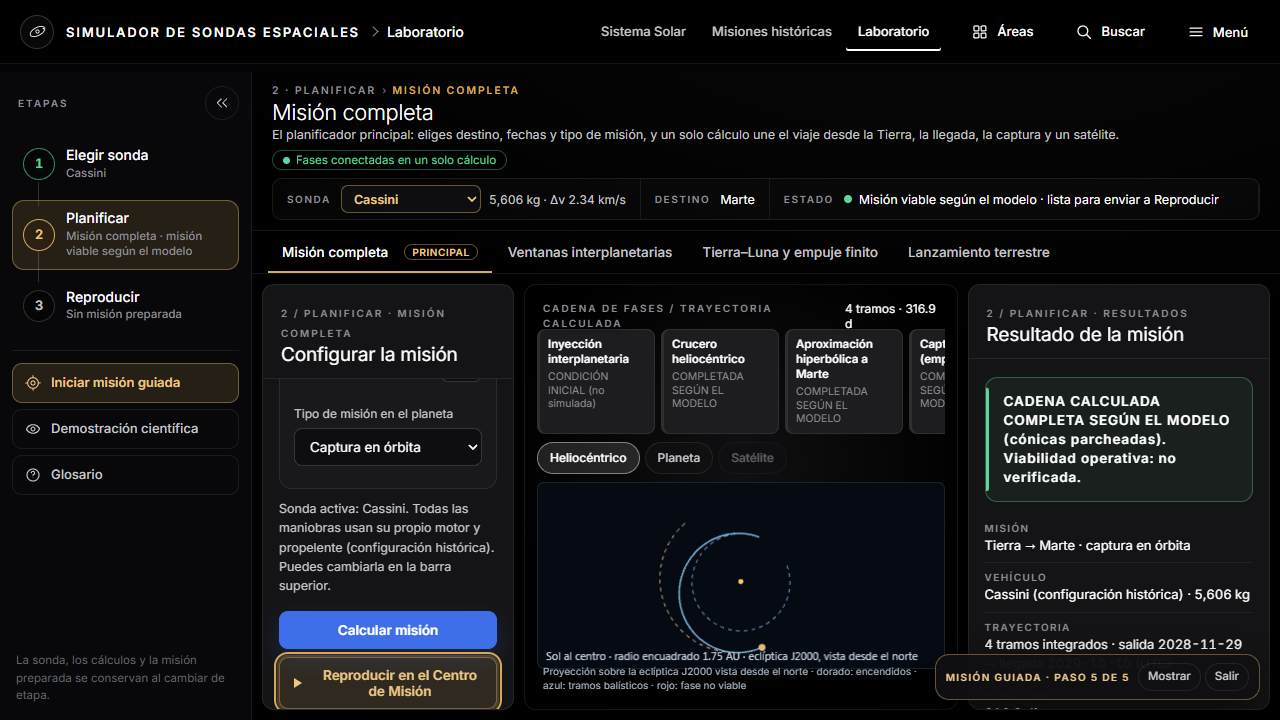 SIMULADOR DE SONDAS ESPACIALES
Laboratorio
Sistema Solar
Misiones históricas
Laboratorio
Áreas
Buscar
Menú
ETAPAS
1
Elegir sonda
Cassini
2
Planificar
Misión completa · misión
viable según el modelo
3
Reproducir
Sin misión preparada
Iniciar misión guiada
Demostración científica
Glosario
La sonda, los cálculos y la misión
preparada se conservan al cambiar de
etapa.
2 · PLANIFICAR › MISIÓN COMPLETA
Misión completa
El planificador principal: eliges destino, fechas y tipo de misión, y un solo cálculo une el viaje desde la Tierra, la llegada, la captura y un satélite.
Fases conectadas en un solo cálculo
SONDA
Cassini
5,606 kg · Δv 2.34 km/s
DESTINO
Marte
ESTADO
Misión viable según el modelo · lista para enviar a Reproducir
Misión completa
PRINCIPAL
Ventanas interplanetarias
Tierra–Luna y empuje finito
Lanzamiento terrestre
2 / PLANIFICAR · MISIÓN
COMPLETA
Configurar la misión
Tipo de misión en el planeta
Captura en órbita
Sonda activa: Cassini. Todas las
maniobras usan su propio motor y
propelente (configuración histórica).
Puedes cambiarla en la barra
superior.
Calcular misión
Reproducir en el Centro
de Misión
CADENA DE FASES / TRAYECTORIA
CALCULADA
4 tramos · 316.9
d
Inyección
interplanetaria
CONDICIÓN
INICIAL (no
simulada)
Crucero
heliocéntrico
COMPLETADA
SEGÚN EL
MODELO
Aproximación
hiperbólica a
Marte
COMPLETADA
SEGÚN EL
MODELO
Heliocéntrico
Planeta
Satélite
Sol al centro · radio encuadrado 1.75 AU · eclíptica J2000, vista desde el norte
Proyección sobre la eclíptica J2000 vista desde el norte · dorado: encendidos ·
azul: tramos balísticos · rojo: fase no viable
2 / PLANIFICAR · RESULTADOS
Resultado de la misión
CADENA CALCULADA
COMPLETA SEGÚN EL MODELO
(cónicas parcheadas).
Viabilidad operativa: no
verificada.
MISIÓN
Tierra → Marte · captura en órbita
VEHÍCULO
Cassini (configuración histórica) · 5,606 kg
TRAYECTORIA
4 tramos integrados · salida 2028-11-29
MISIÓN GUIADA · PASO 5 DE 5
Mostrar
Salir